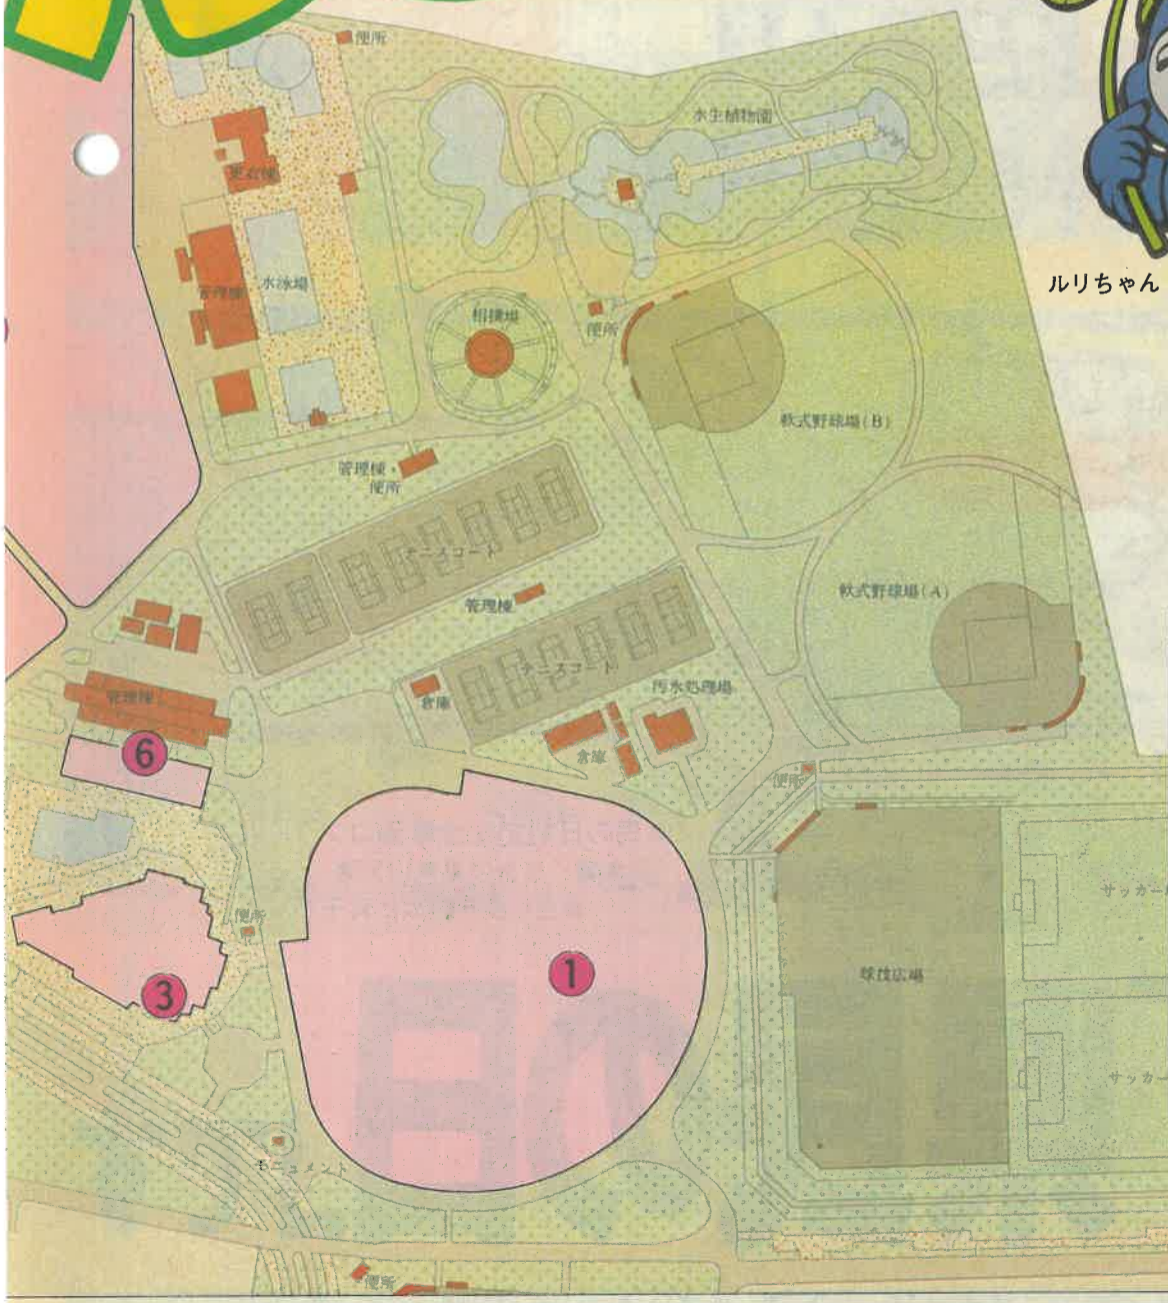 便所
水生植物園
更衣棟
ルリちゃん
管理棟
水泳場
相撲場
便所
軟式野球場(B)
管理棟・
便所
テニスコート
軟式野球場(A)
管理棟
テニスコート
汚水処理場
倉庫
管理棟
倉庫
6
便所
サッカー
便所
球技広場
1
3
サッカー
モニュメント
便所